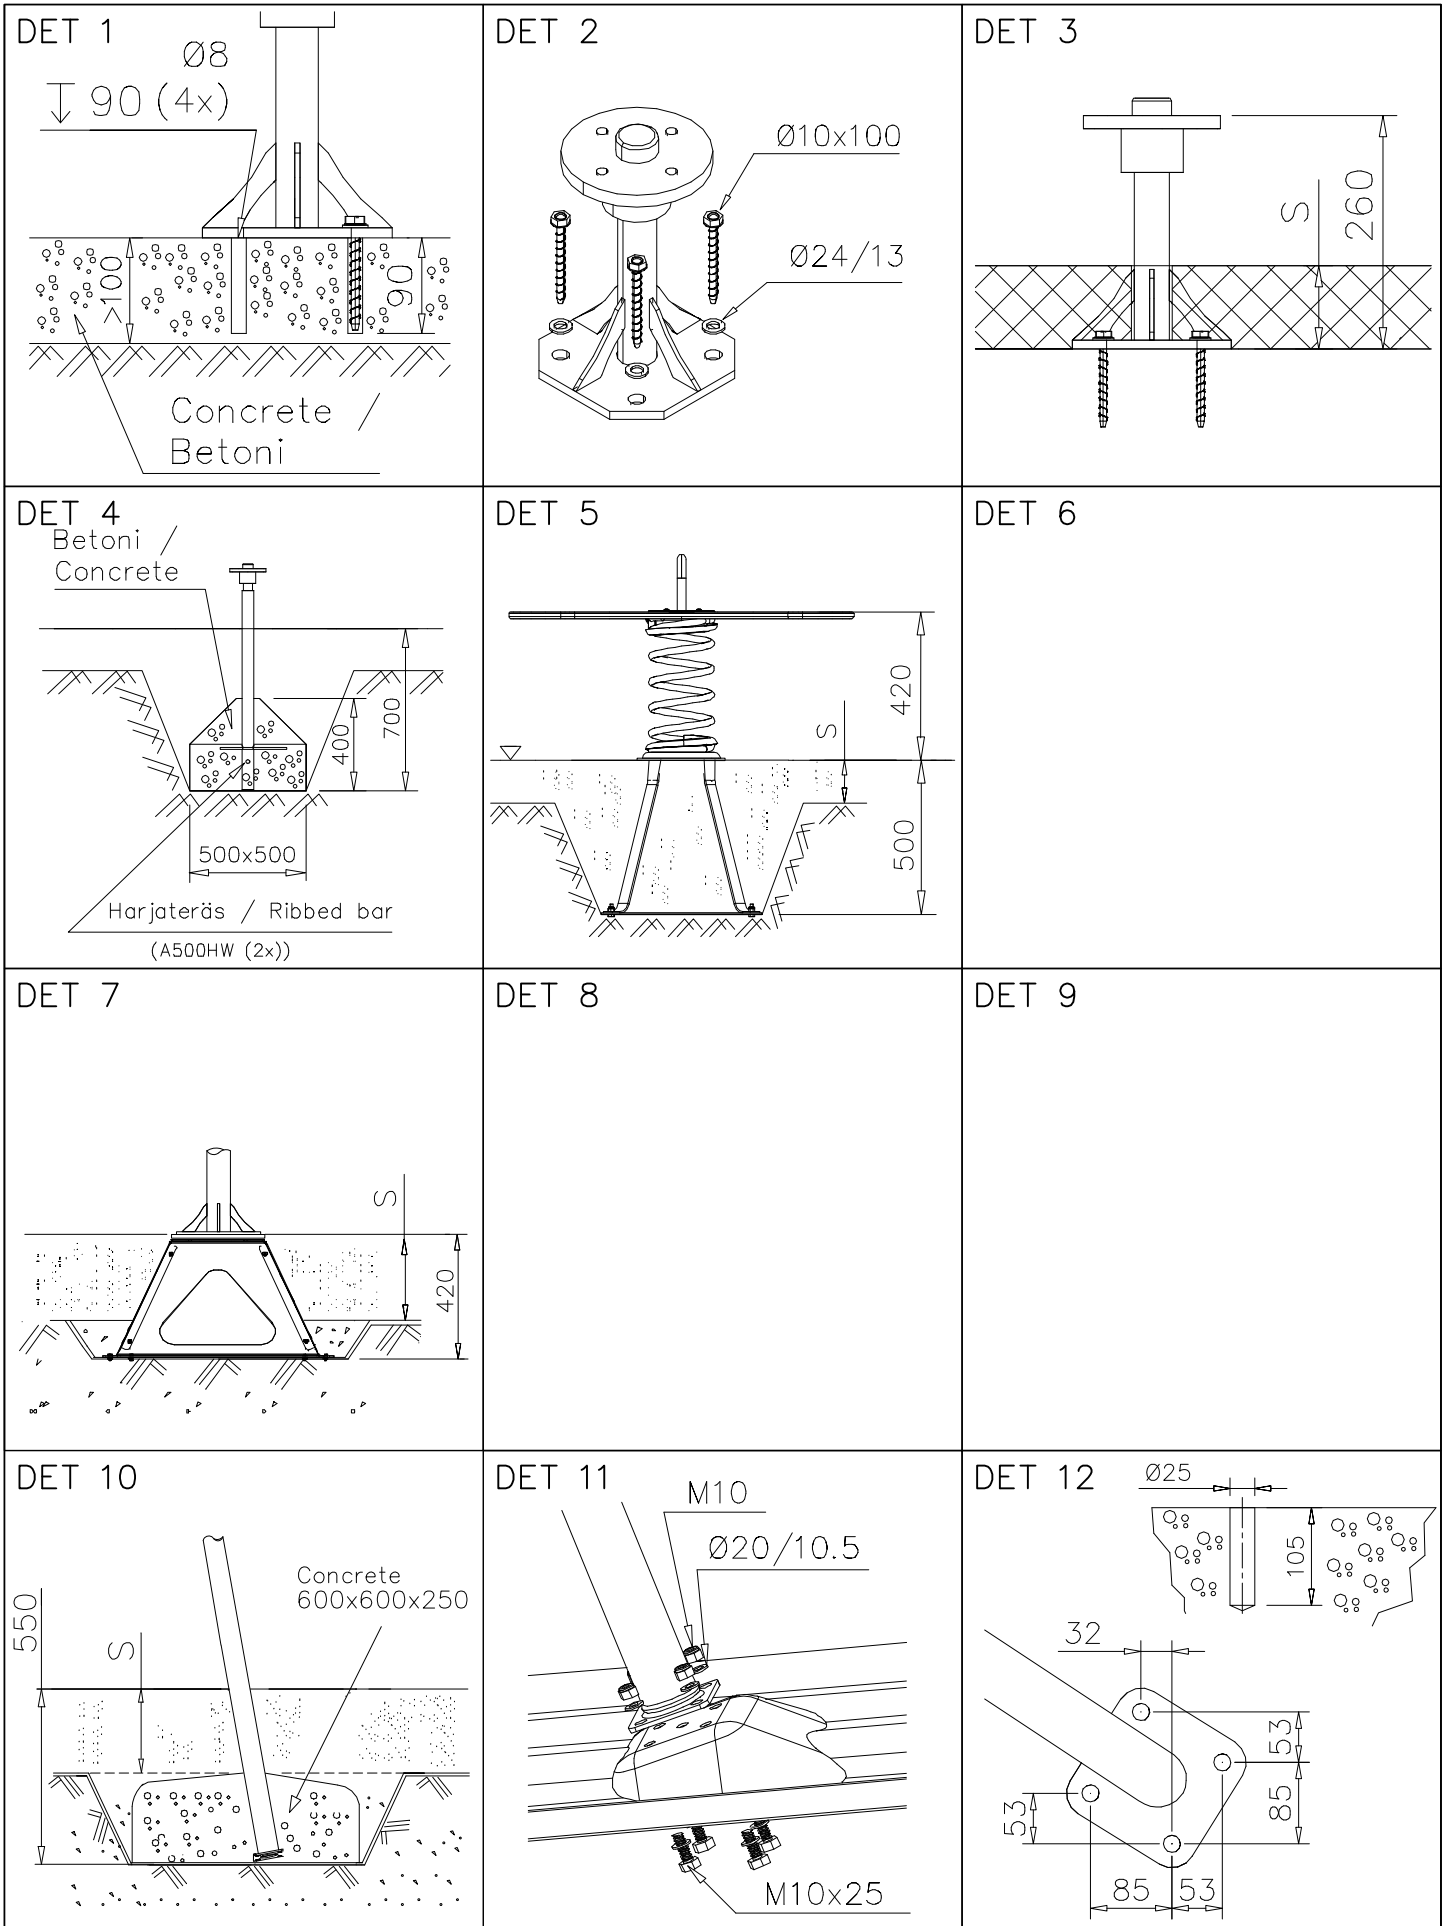 DET 1
Ø8
90 (4x)
>100
90
Concrete /
Betoni
DET 2
Ø10x100
Ø24/13
DET 3
S
260
DET 4
Betoni /
Concrete
400
700
500x500
Harjateräs / Ribbed bar
(A500HW (2x))
DET 5
420
S
500
DET 6
DET 7
S
420
DET 8
DET 9
DET 10
Concrete
600x600x250
550
S
DET 11
M10
Ø20/10.5
M10x25
DET 12
Ø25
105
32
53
85
53
85
53